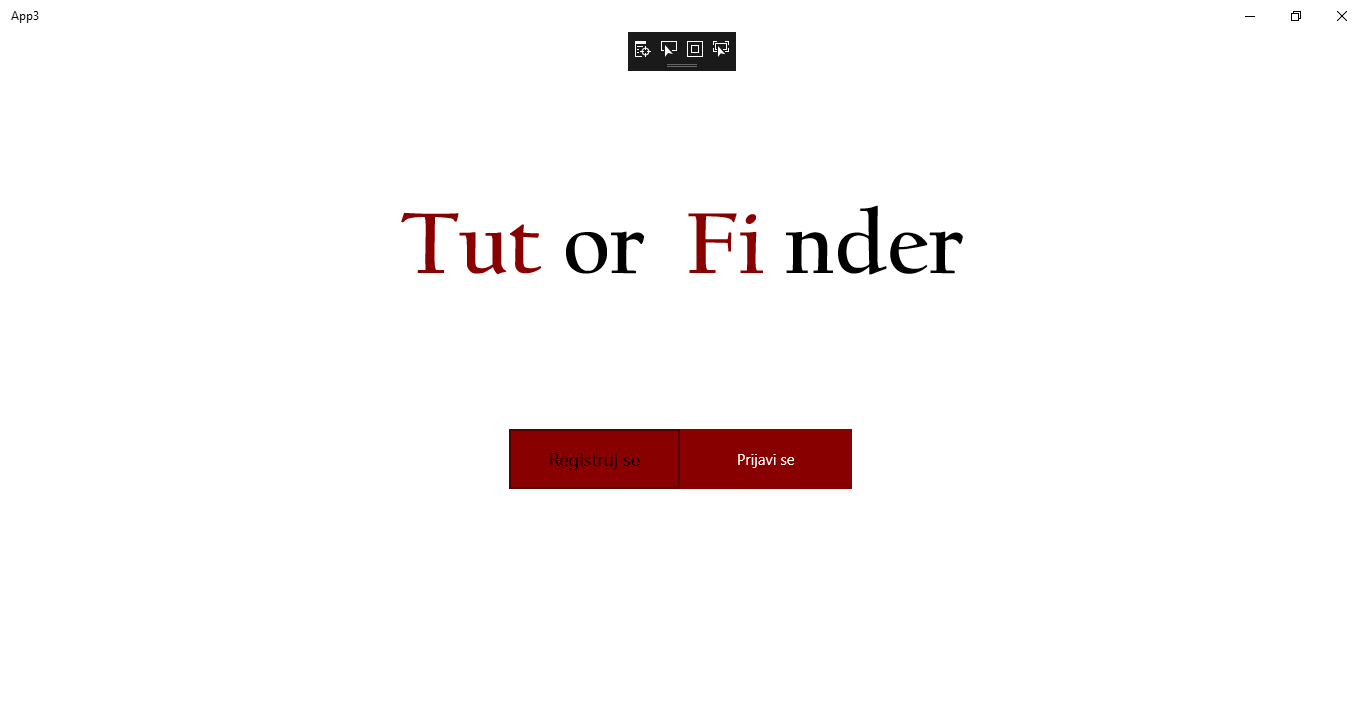 App3
Tut or Fi nder
Registruj se
Prijavi se